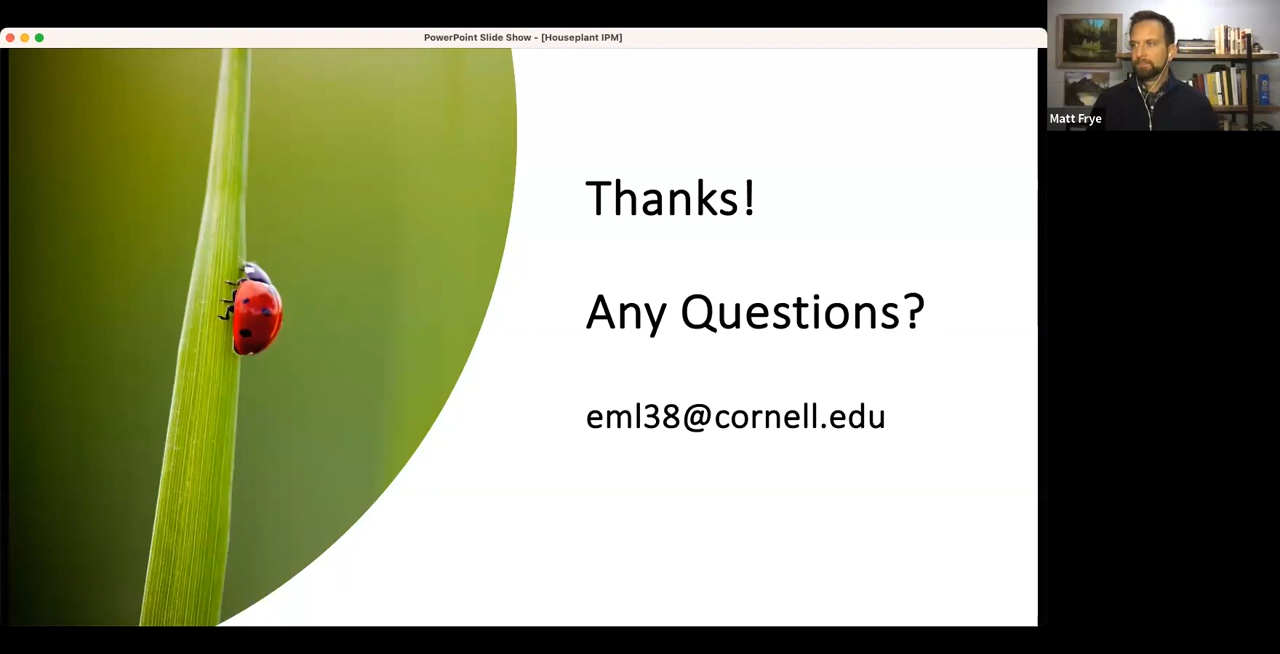 PowerPoint Slide Show - [Houseplant IPM]
Matt Frye
Thanks!
Any Questions?
eml38@cornell.edu